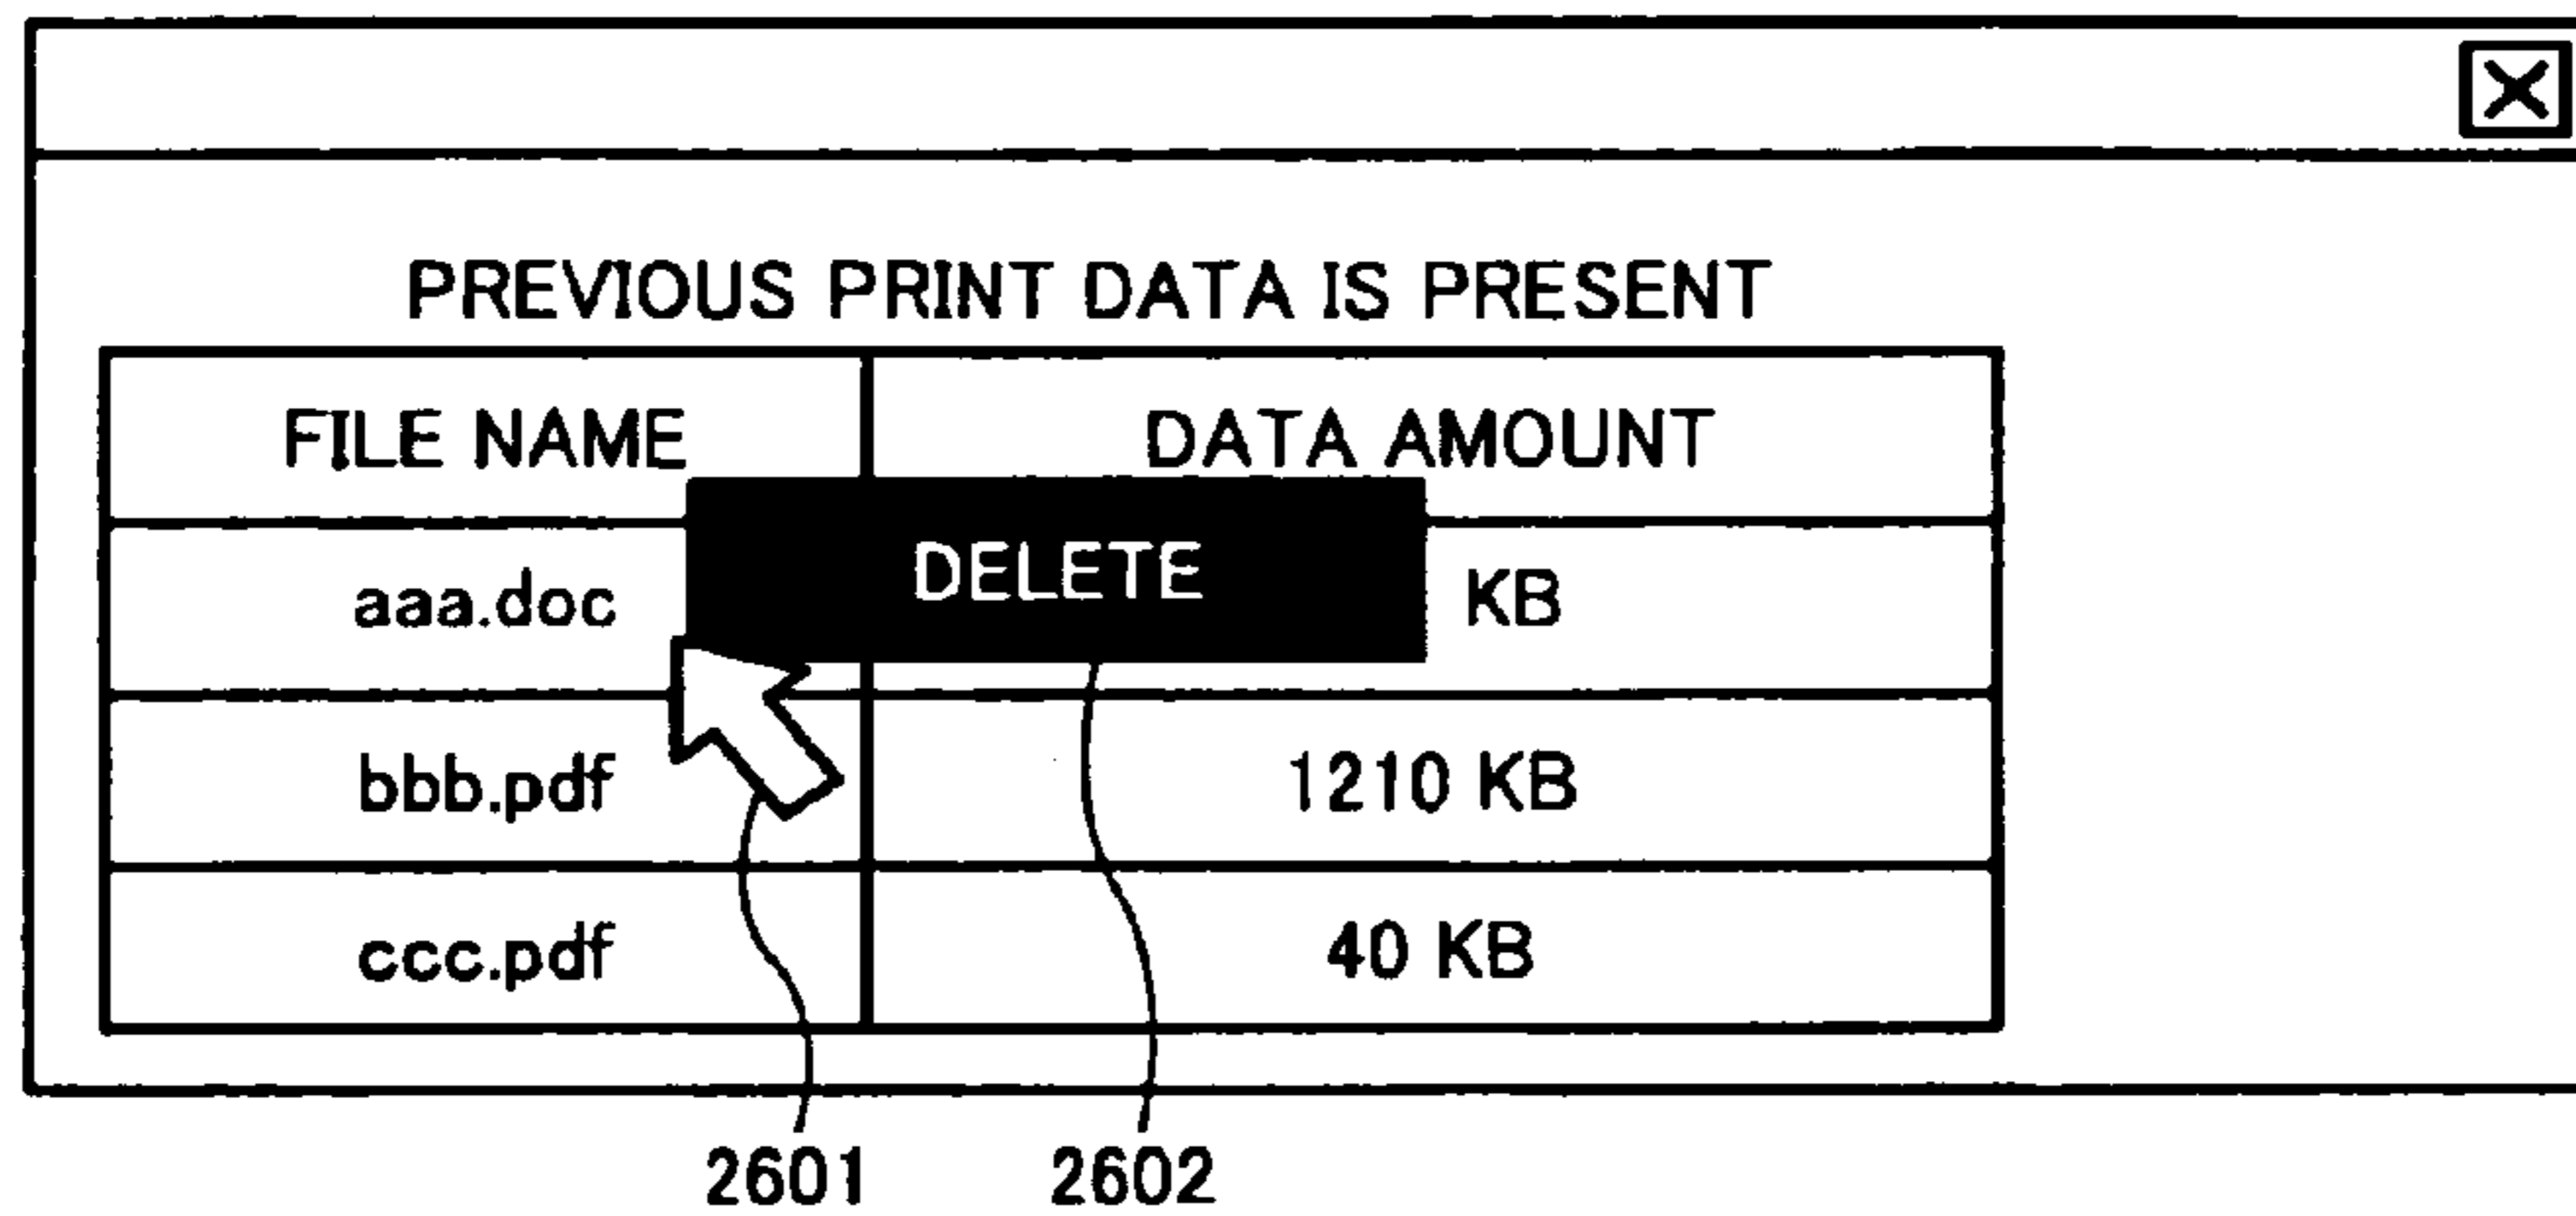 PREVIOUS PRINT DATA IS PRESENT
FILE NAME DATA AMOUNT
DELETE
aaa.doc KB
bbb.pdf 1210 KB
ccc.pdf 40 KB
2601 2602